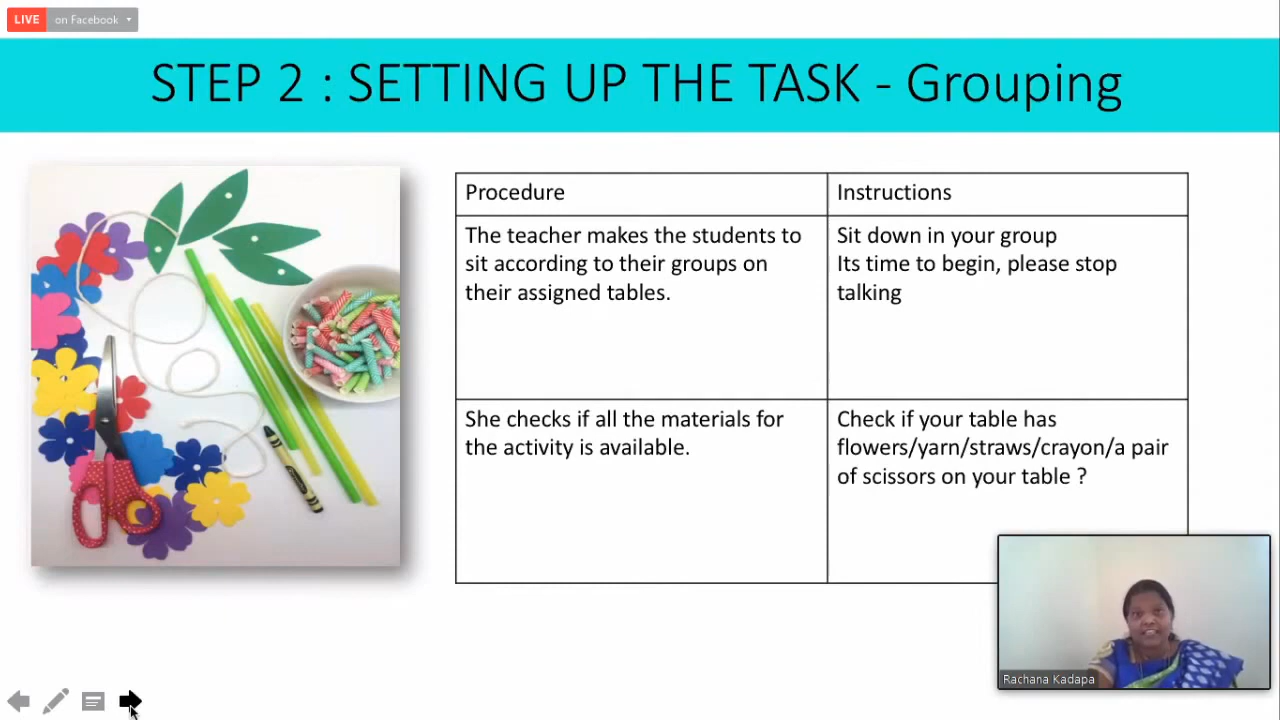 LIVE on Facebook
STEP 2 : SETTING UP THE TASK - Grouping
Procedure
Instructions
The teacher makes the students to
sit according to their groups on
their assigned tables.
Sit down in your group
Its time to begin, please stop
talking
She checks if all the materials for
the activity is available.
Check if your table has
flowers/yarn/straws/crayon/a pair
of scissors on your table ?
Rachana Kadapa